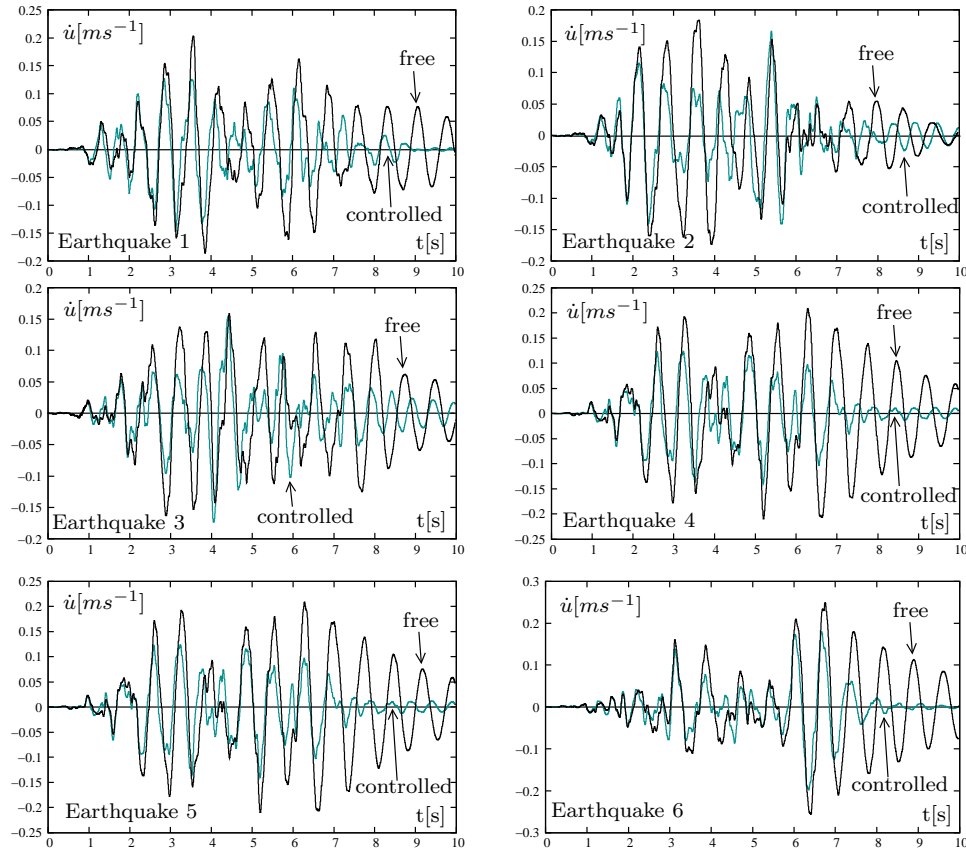 0.25
u̇[ms⁻¹]
0.2
0.15
free
0.1
0.05
0
−0.05
−0.1
controlled
−0.15
Earthquake 1
t[s]
−0.2
0 1 2 3 4 5 6 7 8 9 10
0.2
u̇[ms⁻¹]
0.15
free
0.1
0.05
0
−0.05
−0.1
controlled
−0.15
Earthquake 2
t[s]
−0.2
0 1 2 3 4 5 6 7 8 9 10
0.2
u̇[ms⁻¹]
0.15
free
0.1
0.05
0
−0.05
−0.1
−0.15
controlled
Earthquake 3
t[s]
−0.2
0 1 2 3 4 5 6 7 8 9 10
0.25
u̇[ms⁻¹]
0.2
free
0.15
0.1
0.05
0
−0.05
−0.1
−0.15
controlled
−0.2
Earthquake 4
t[s]
−0.25
0 1 2 3 4 5 6 7 8 9 10
0.25
u̇[ms⁻¹]
0.2
free
0.15
0.1
0.05
0
−0.05
−0.1
−0.15
controlled
−0.2
Earthquake 5
t[s]
−0.25
0 1 2 3 4 5 6 7 8 9 10
0.3
u̇[ms⁻¹]
free
0.2
0.1
0
−0.1
controlled
−0.2
Earthquake 6
t[s]
−0.3
0 1 2 3 4 5 6 7 8 9 10